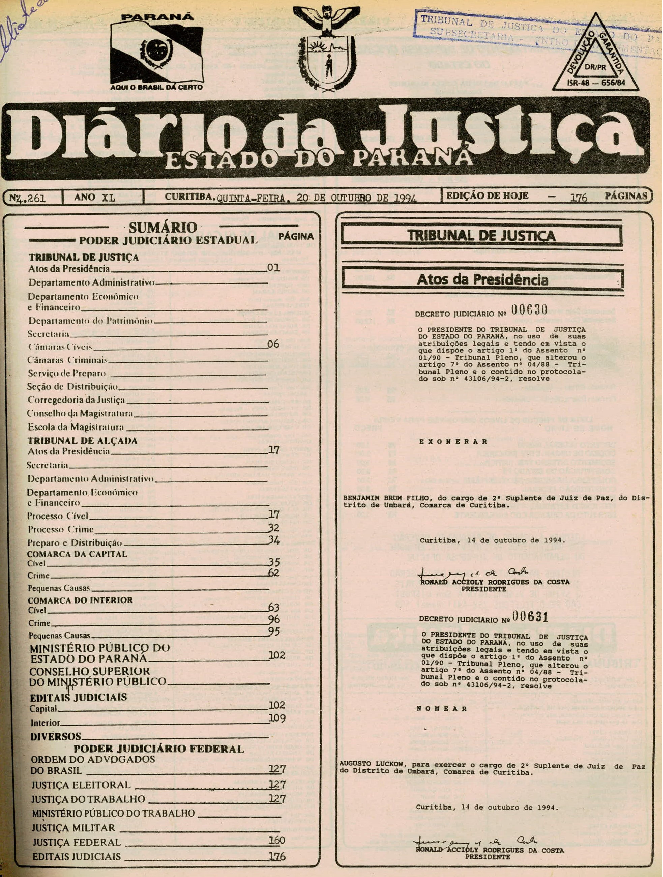 PARANÁ
AQUI O BRASIL DÁ CERTO
TRIBUNAL DE JUSTIÇA DO
SUBSECRETARIA
DEVOLUÇÃO
GARANTIDA
DR/PR
ISR-48 — 656/84
Diário da Justiça
ESTADO DO PARANÁ
Nº4.261 ANO XL CURITIBA, QUINTA-FEIRA, 20 DE OUTUBRO DE 1994 EDIÇÃO DE HOJE — 176 PÁGINAS
SUMÁRIO
PODER JUDICIÁRIO ESTADUAL PÁGINA
TRIBUNAL DE JUSTIÇA
Atos da Presidência 01
Departamento Administrativo
Departamento Econômico
e Financeiro
Departamento do Patrimônio
Secretaria
Câmaras Cíveis 06
Câmaras Criminais
Serviço de Preparo
Seção de Distribuição
Corregedoria da Justiça
Conselho da Magistratura
Escola da Magistratura
TRIBUNAL DE ALÇADA
Atos da Presidência 17
Secretaria
Departamento Administrativo
Departamento Econômico
e Financeiro
Processo Cível 17
Processo Crime 32
Preparo e Distribuição 34
COMARCA DA CAPITAL
Cível 35
Crime 62
Pequenas Causas
COMARCA DO INTERIOR
Cível 63
Crime 96
Pequenas Causas 95
MINISTÉRIO PÚBLICO DO
ESTADO DO PARANÁ 102
CONSELHO SUPERIOR
DO MINISTÉRIO PÚBLICO
EDITAIS JUDICIAIS
Capital 102
Interior 109
DIVERSOS
PODER JUDICIÁRIO FEDERAL
ORDEM DO ADVOGADOS
DO BRASIL 127
JUSTIÇA ELEITORAL 127
JUSTIÇA DO TRABALHO 127
MINISTÉRIO PÚBLICO DO TRABALHO
JUSTIÇA MILITAR
JUSTIÇA FEDERAL 160
EDITAIS JUDICIAIS 176
TRIBUNAL DE JUSTIÇA
Atos da Presidência
DECRETO JUDICIÁRIO Nº 00630
O PRESIDENTE DO TRIBUNAL DE JUSTIÇA
DO ESTADO DO PARANÁ, no uso de suas
atribuições legais e tendo em vista o
que dispõe o artigo 1º do Assento nº
01/90 - Tribunal Pleno, que alterou o
artigo 7º do Assento nº 04/88 - Tri-
bunal Pleno e o contido no protocola-
do sob nº 43106/94-2, resolve
E X O N E R A R
BENJAMIM BROM FILHO, do cargo de 2º Suplente de Juiz de Paz, do Dis-
trito de Umbará, Comarca de Curitiba.
Curitiba, 14 de outubro de 1994.
RONALD ACCIOLY RODRIGUES DA COSTA
PRESIDENTE
DECRETO JUDICIÁRIO Nº 00631
O PRESIDENTE DO TRIBUNAL DE JUSTIÇA
DO ESTADO DO PARANÁ, no uso de suas
atribuições legais e tendo em vista o
que dispõe o artigo 1º do Assento nº
01/90 - Tribunal Pleno, que alterou o
artigo 7º do Assento nº 04/88 - Tri-
bunal Pleno e o contido no protocola-
do sob nº 43106/94-2, resolve
N O M E A R
AUGUSTO LUCKOW, para exercer o cargo de 2º Suplente de Juiz de Paz
do Distrito de Umbará, Comarca de Curitiba.
Curitiba, 14 de outubro de 1994.
RONALD ACCIOLY RODRIGUES DA COSTA
PRESIDENTE